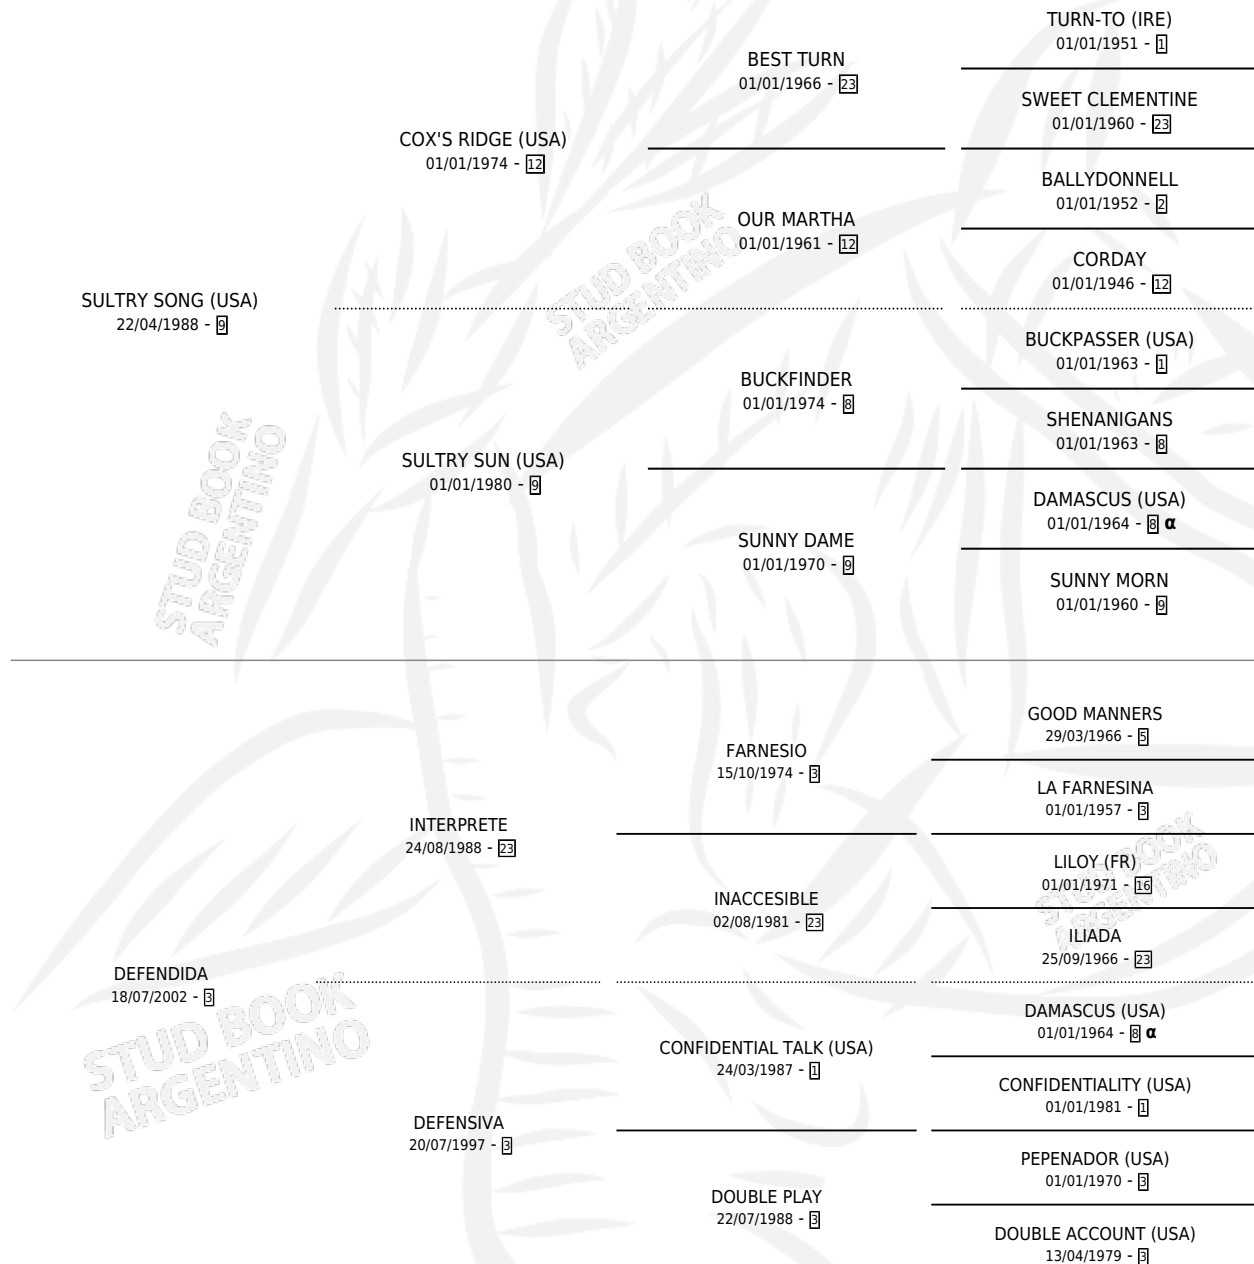 TURN-TO (IRE)
01/01/1951 - 1
BEST TURN
01/01/1966 - 23
SWEET CLEMENTINE
01/01/1960 - 23
COX'S RIDGE (USA)
01/01/1974 - 12
BALLYDONNELL
01/01/1952 - 2
OUR MARTHA
01/01/1961 - 12
CORDAY
01/01/1946 - 12
SULTRY SONG (USA)
22/04/1988 - 9
BUCKPASSER (USA)
01/01/1963 - 1
BUCKFINDER
01/01/1974 - 8
SHENANIGANS
01/01/1963 - 8
SULTRY SUN (USA)
01/01/1980 - 9
DAMASCUS (USA)
01/01/1964 - 8 α
SUNNY DAME
01/01/1970 - 9
SUNNY MORN
01/01/1960 - 9
GOOD MANNERS
29/03/1966 - 5
FARNESIO
15/10/1974 - 3
LA FARNESINA
01/01/1957 - 3
INTERPRETE
24/08/1988 - 23
LILOY (FR)
01/01/1971 - 16
INACCESIBLE
02/08/1981 - 23
ILIADA
25/09/1966 - 23
DEFENDIDA
18/07/2002 - 3
DAMASCUS (USA)
01/01/1964 - 8 α
CONFIDENTIAL TALK (USA)
24/03/1987 - 1
CONFIDENTIALITY (USA)
01/01/1981 - 1
DEFENSIVA
20/07/1997 - 3
PEPENADOR (USA)
01/01/1970 - 3
DOUBLE PLAY
22/07/1988 - 3
DOUBLE ACCOUNT (USA)
13/04/1979 - 3
STUD BOOK
ARGENTINO
STUD BOOK
ARGENTINO
STUD BOOK
ARGENTINO
STUD BOOK
ARGENTINO